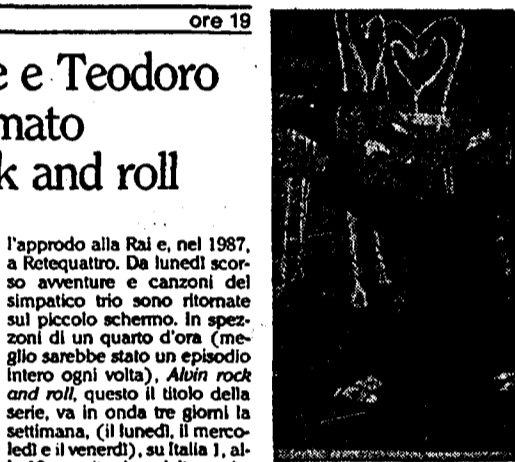 ore 19
e e Teodoro
mato
k and roll
l'approdo alla Rai e, nel 1987,
a Retequattro. Da lunedì scor-
so avventure e canzoni del
simpatico trio sono ritornate
sul piccolo schermo. In spez-
zoni di un quarto d'ora (me-
glio sarebbe stato un episodio
intero ogni volta), Alvin rock
and roll, questo il titolo della
serie, va in onda tre giorni la
settimana, (il lunedì, il merco-
ledì e il venerdì), su Italia 1, al-